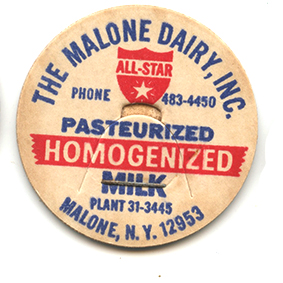 THE MALONE DAIRY, INC.
ALL-STAR
PHONE 483-4450
PASTEURIZED
HOMOGENIZED
MILK
PLANT 31-3445
MALONE, N.Y. 12953